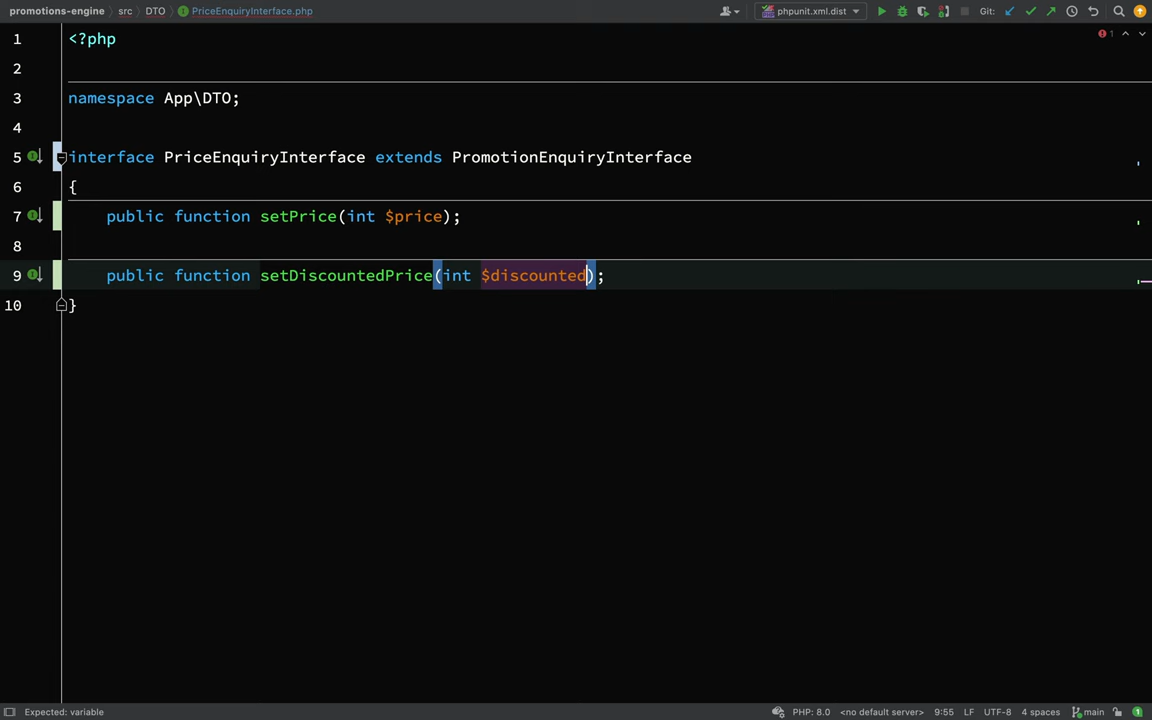 promotions-engine src DTO PriceEnquiryInterface.php phpunit.xml.dist Git:
1 <?php 1
2
3 namespace App\DTO;
4
5 interface PriceEnquiryInterface extends PromotionEnquiryInterface
6 {
7 public function setPrice(int $price);
8
9 public function setDiscountedPrice(int $discounted);
10 }
Expected: variable PHP: 8.0 <no default server> 9:55 LF UTF-8 4 spaces main 1